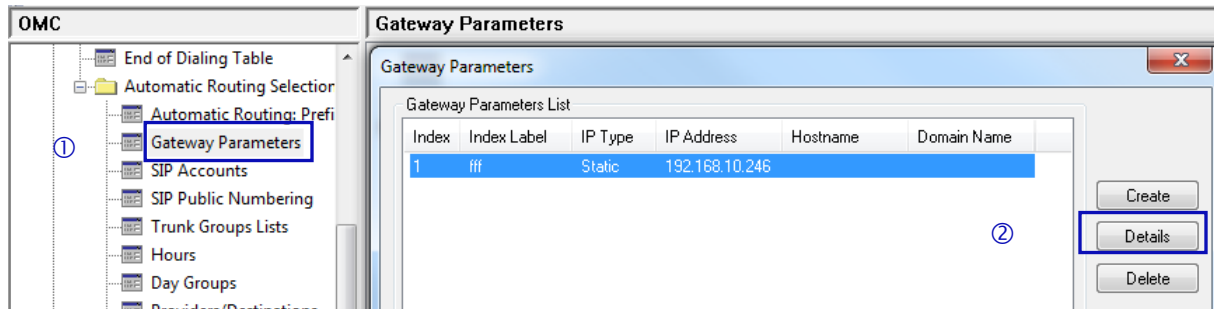 OMC
Gateway Parameters
End of Dialing Table
Automatic Routing Selection
Automatic Routing: Prefi
①
Gateway Parameters
SIP Accounts
SIP Public Numbering
Trunk Groups Lists
Hours
Day Groups
Gateway Parameters
Gateway Parameters List
Index Index Label IP Type IP Address Hostname Domain Name
1 fff Static 192.168.10.246
②
Create
Details
Delete